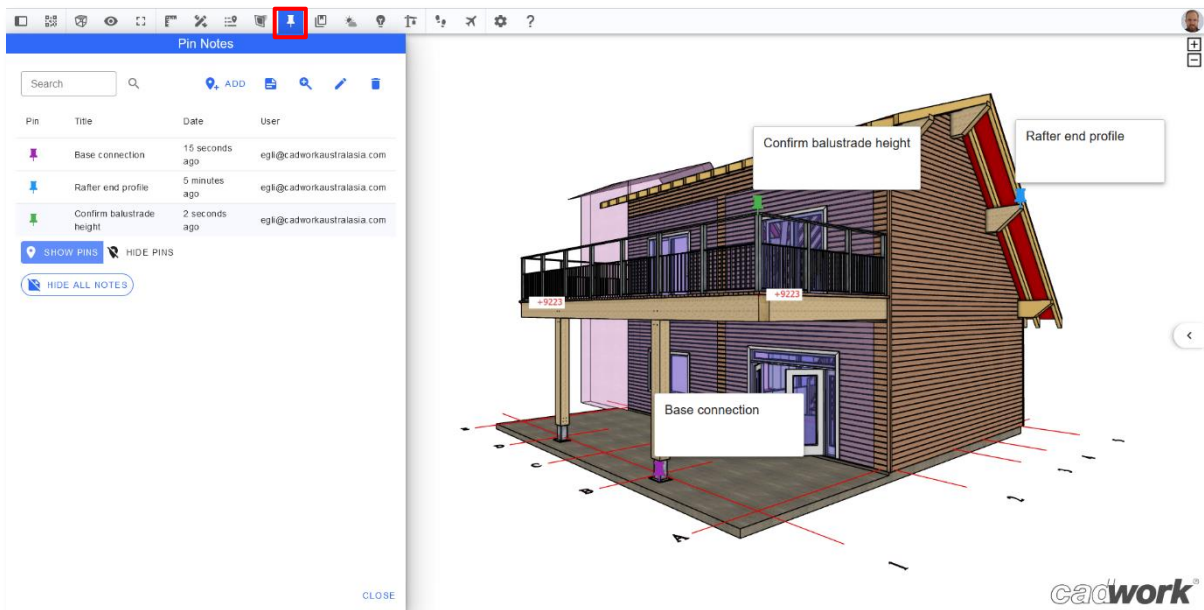 ?
Pin Notes
Search
ADD
Pin Title Date User
Base connection 15 seconds ago egli@cadworkaustralasia.com
Rafter end profile 5 minutes ago egli@cadworkaustralasia.com
Confirm balustrade height 2 seconds ago egli@cadworkaustralasia.com
SHOW PINS HIDE PINS
HIDE ALL NOTES
CLOSE
Confirm balustrade height
Rafter end profile
+9223
+9223
Base connection
C
B
A
1
cadwork®